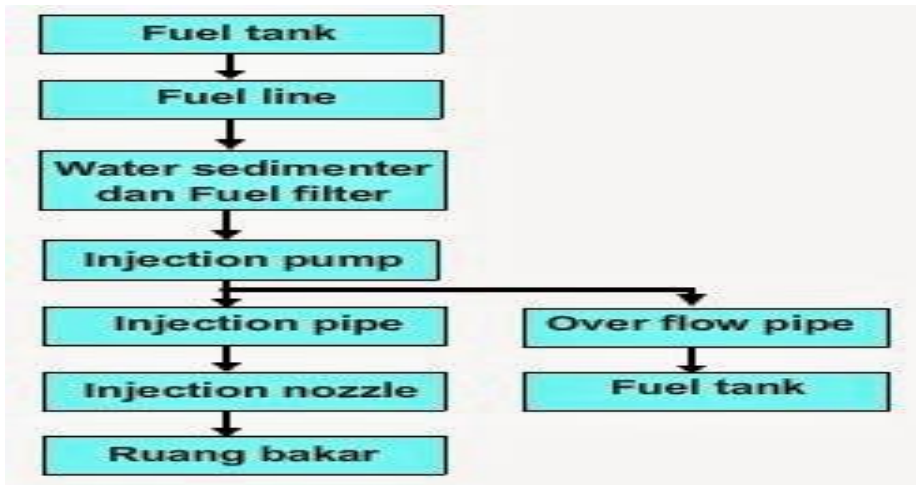 Fuel tank
Fuel line
Water sedimenter
dan Fuel filter
Injection pump
Injection pipe
Over flow pipe
Injection nozzle
Fuel tank
Ruang bakar